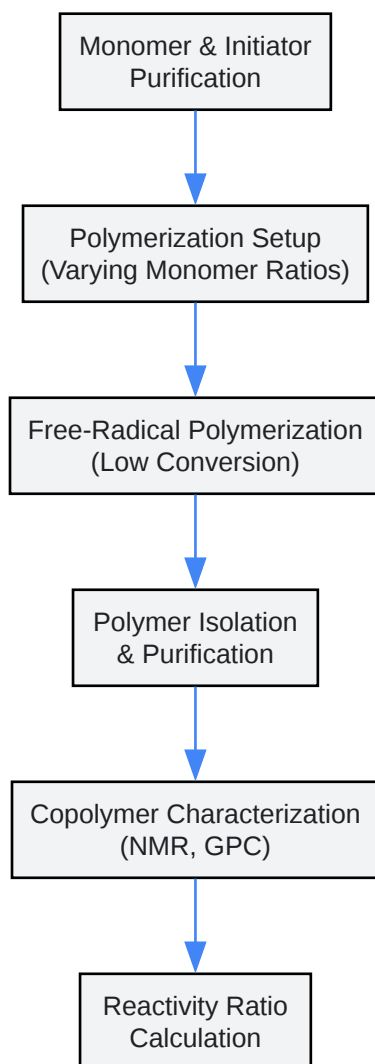 Monomer & Initiator
Purification
Polymerization Setup
(Varying Monomer Ratios)
Free-Radical Polymerization
(Low Conversion)
Polymer Isolation
& Purification
Copolymer Characterization
(NMR, GPC)
Reactivity Ratio
Calculation